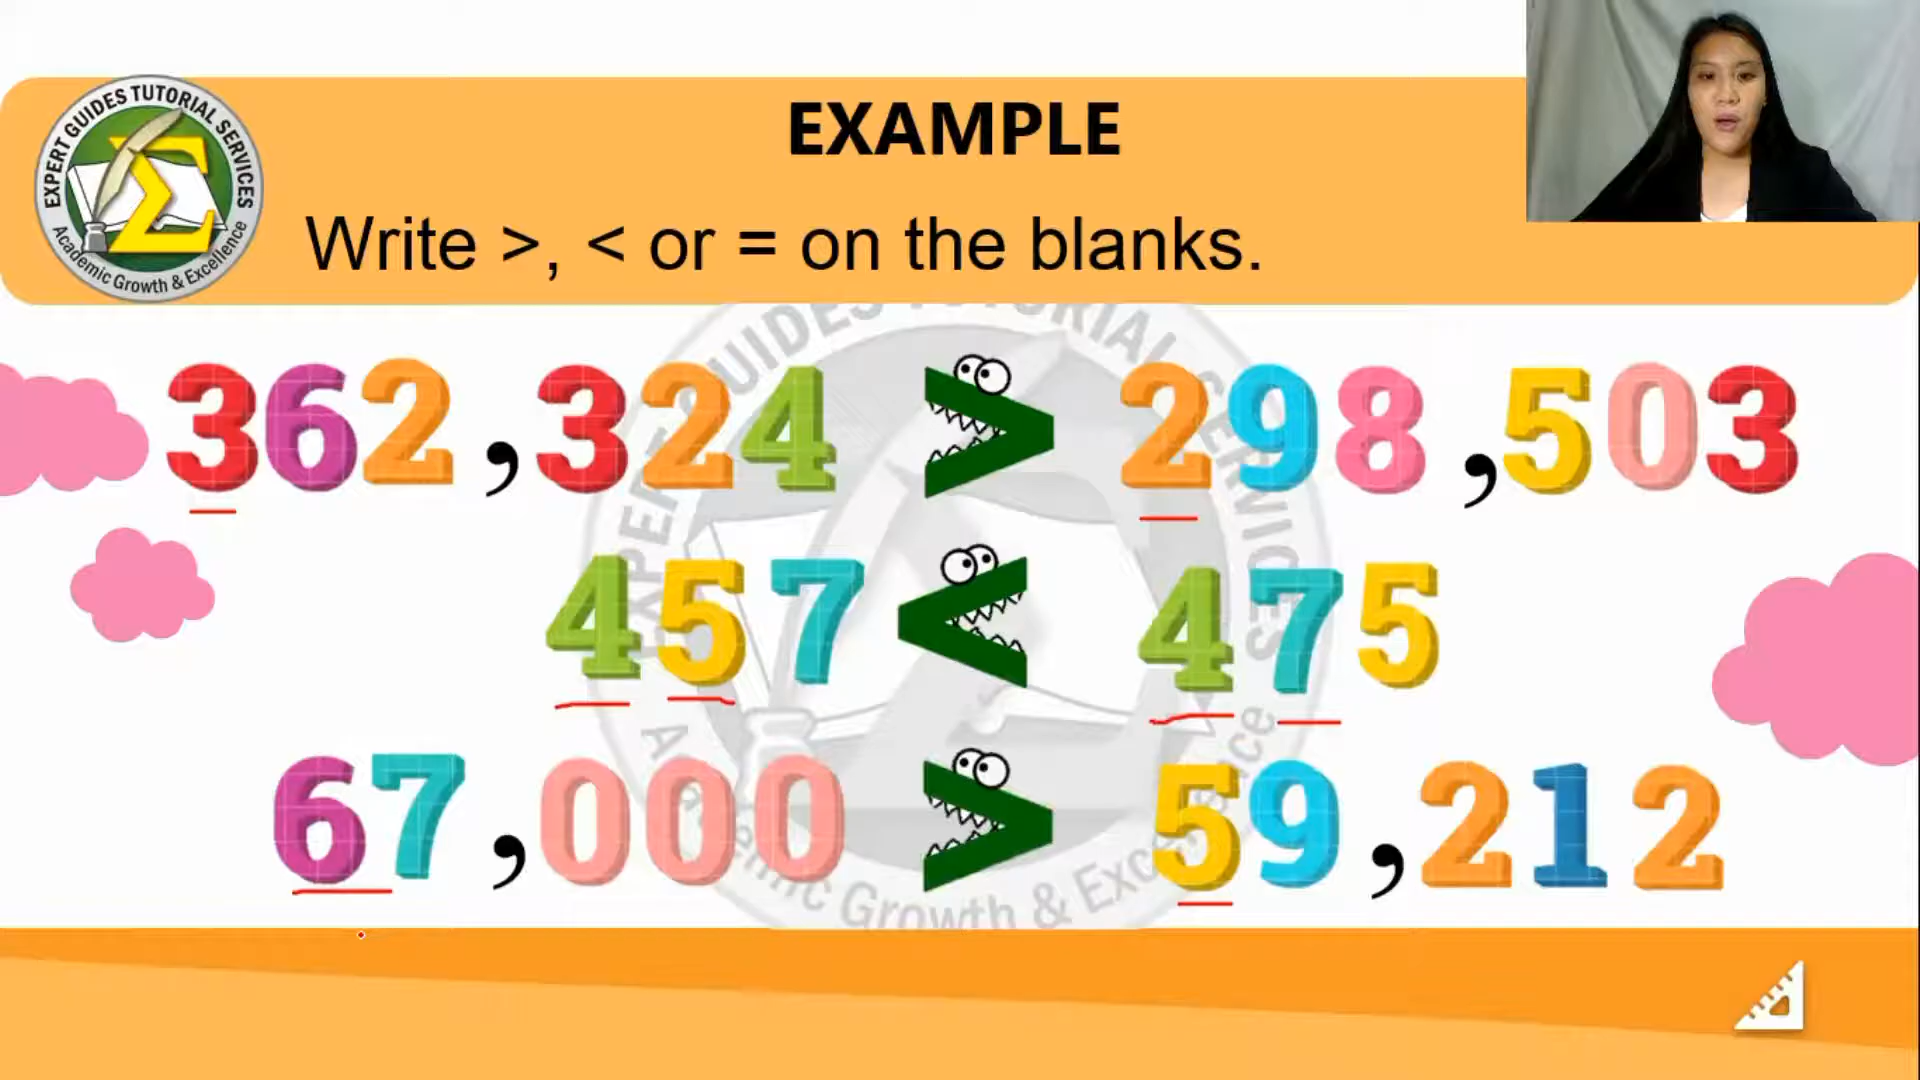 EXPERT GUIDES TUTORIAL SERVICES
Academic Growth & Excellence
EXAMPLE
Write >, < or = on the blanks.
362,324 > 298,503
457 < 475
67,000 > 59,212